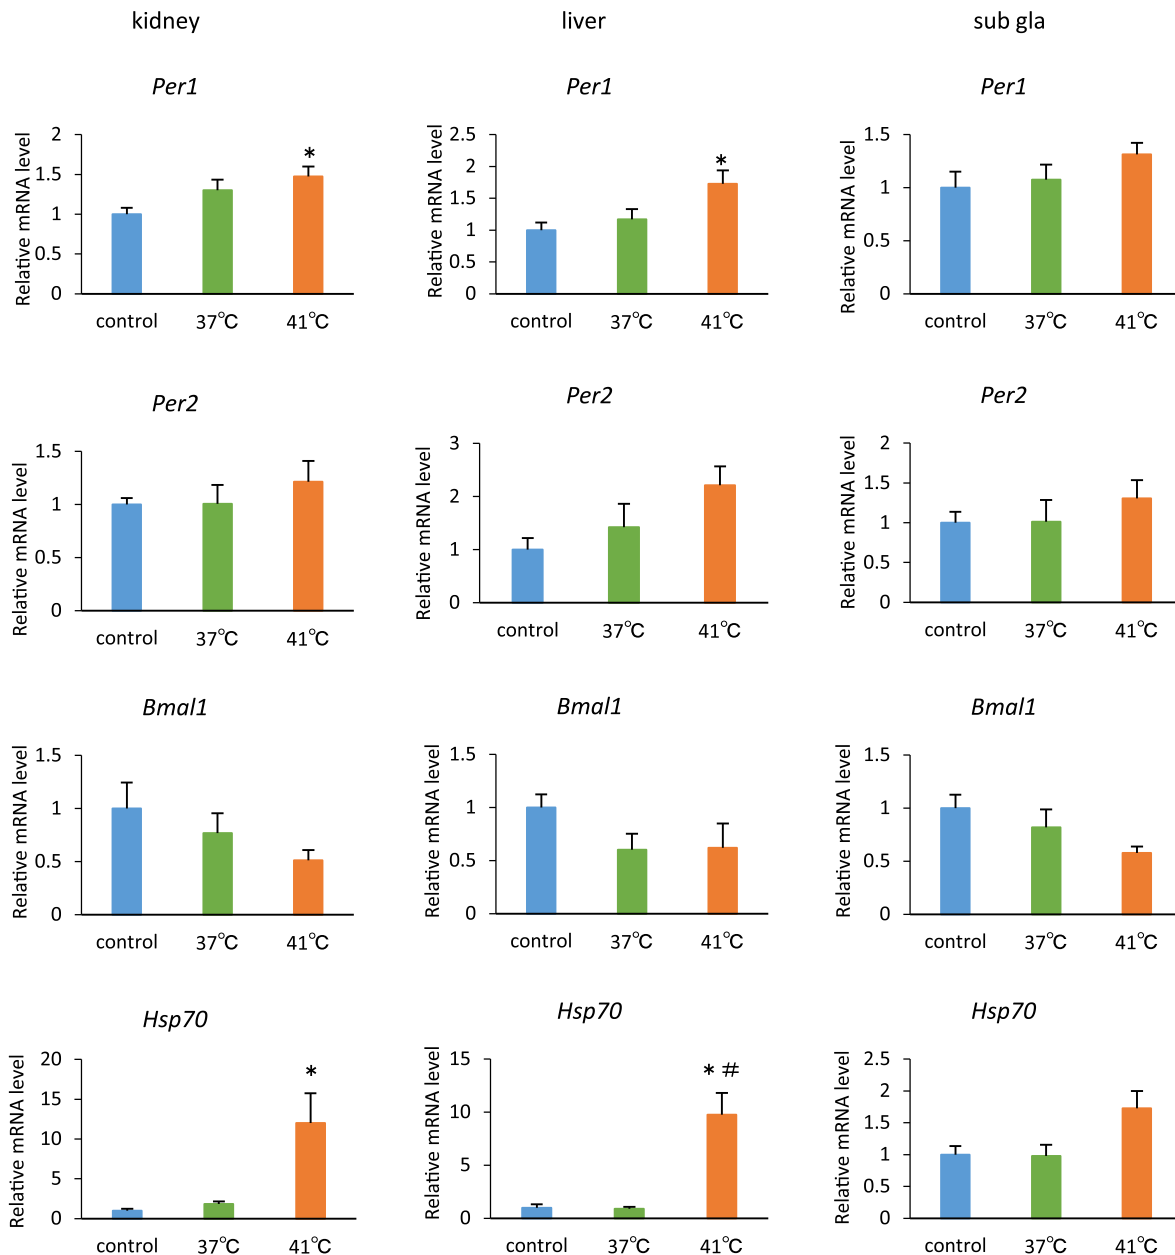 kidney liver sub gla
Per1 Per1 Per1
Relative mRNA level
2
1.5
1
0.5
0
*
control 37℃ 41℃
Relative mRNA level
2.5
2
1.5
1
0.5
0
*
control 37℃ 41℃
Relative mRNA level
1.5
1
0.5
0
control 37℃ 41℃
Per2 Per2 Per2
Relative mRNA level
1.5
1
0.5
0
control 37℃ 41℃
Relative mRNA level
3
2
1
0
control 37℃ 41℃
Relative mRNA level
2
1.5
1
0.5
0
control 37℃ 41℃
Bmal1 Bmal1 Bmal1
Relative mRNA level
1.5
1
0.5
0
control 37℃ 41℃
Relative mRNA level
1.5
1
0.5
0
control 37℃ 41℃
Relative mRNA level
1.5
1
0.5
0
control 37℃ 41℃
Hsp70 Hsp70 Hsp70
Relative mRNA level
20
15
10
5
0
*
control 37℃ 41℃
Relative mRNA level
15
10
5
0
* #
control 37℃ 41℃
Relative mRNA level
2.5
2
1.5
1
0.5
0
control 37℃ 41℃